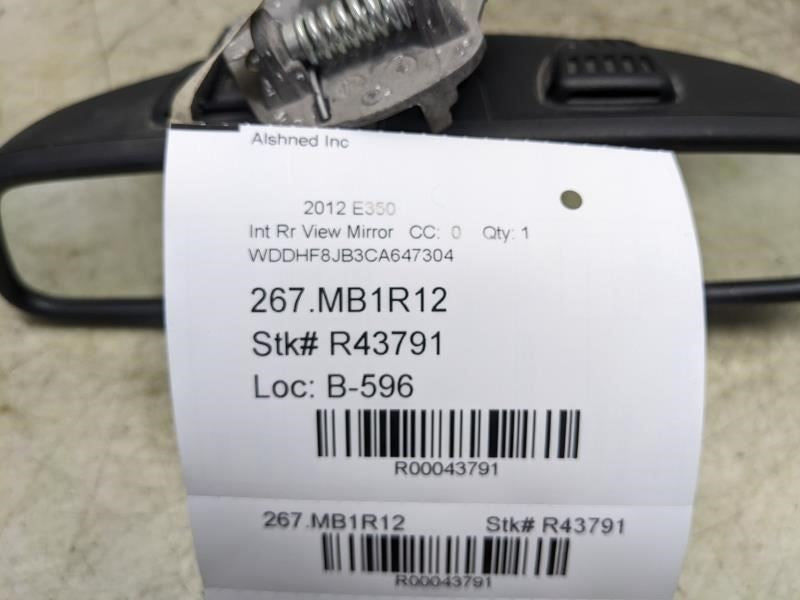 Alshned Inc
2012 E350
Int Rr View Mirror CC: 0 Qty: 1
WDDHF8JB3CA647304
267.MB1R12
Stk# R43791
Loc: B-596
R00043791
267.MB1R12 Stk# R43791
R00043791